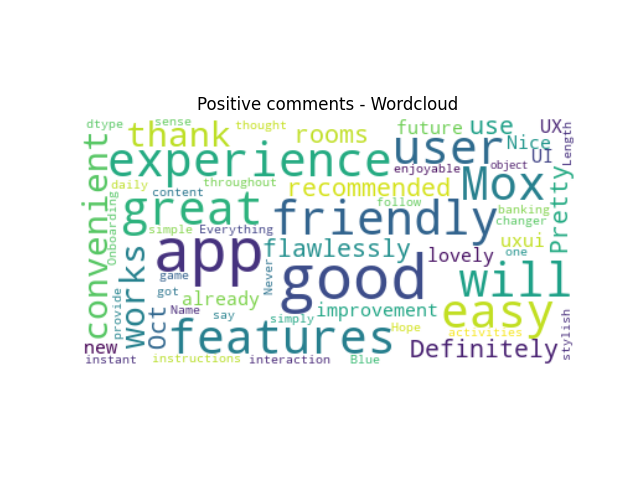 Positive comments - Wordcloud
dtype sense thought rooms future use UX
thank Nice Length
experience user UI
convenient daily throughout recommended enjoyable object
content Mox Pretty
Onboarding great follow banking
simple Everything friendly changer
app flawlessly lovely uxui one
works game Never good will
got already improvement easy
provide Oct Name say simply Hope activities stylish
new features Definitely
instant instructions interaction Blue